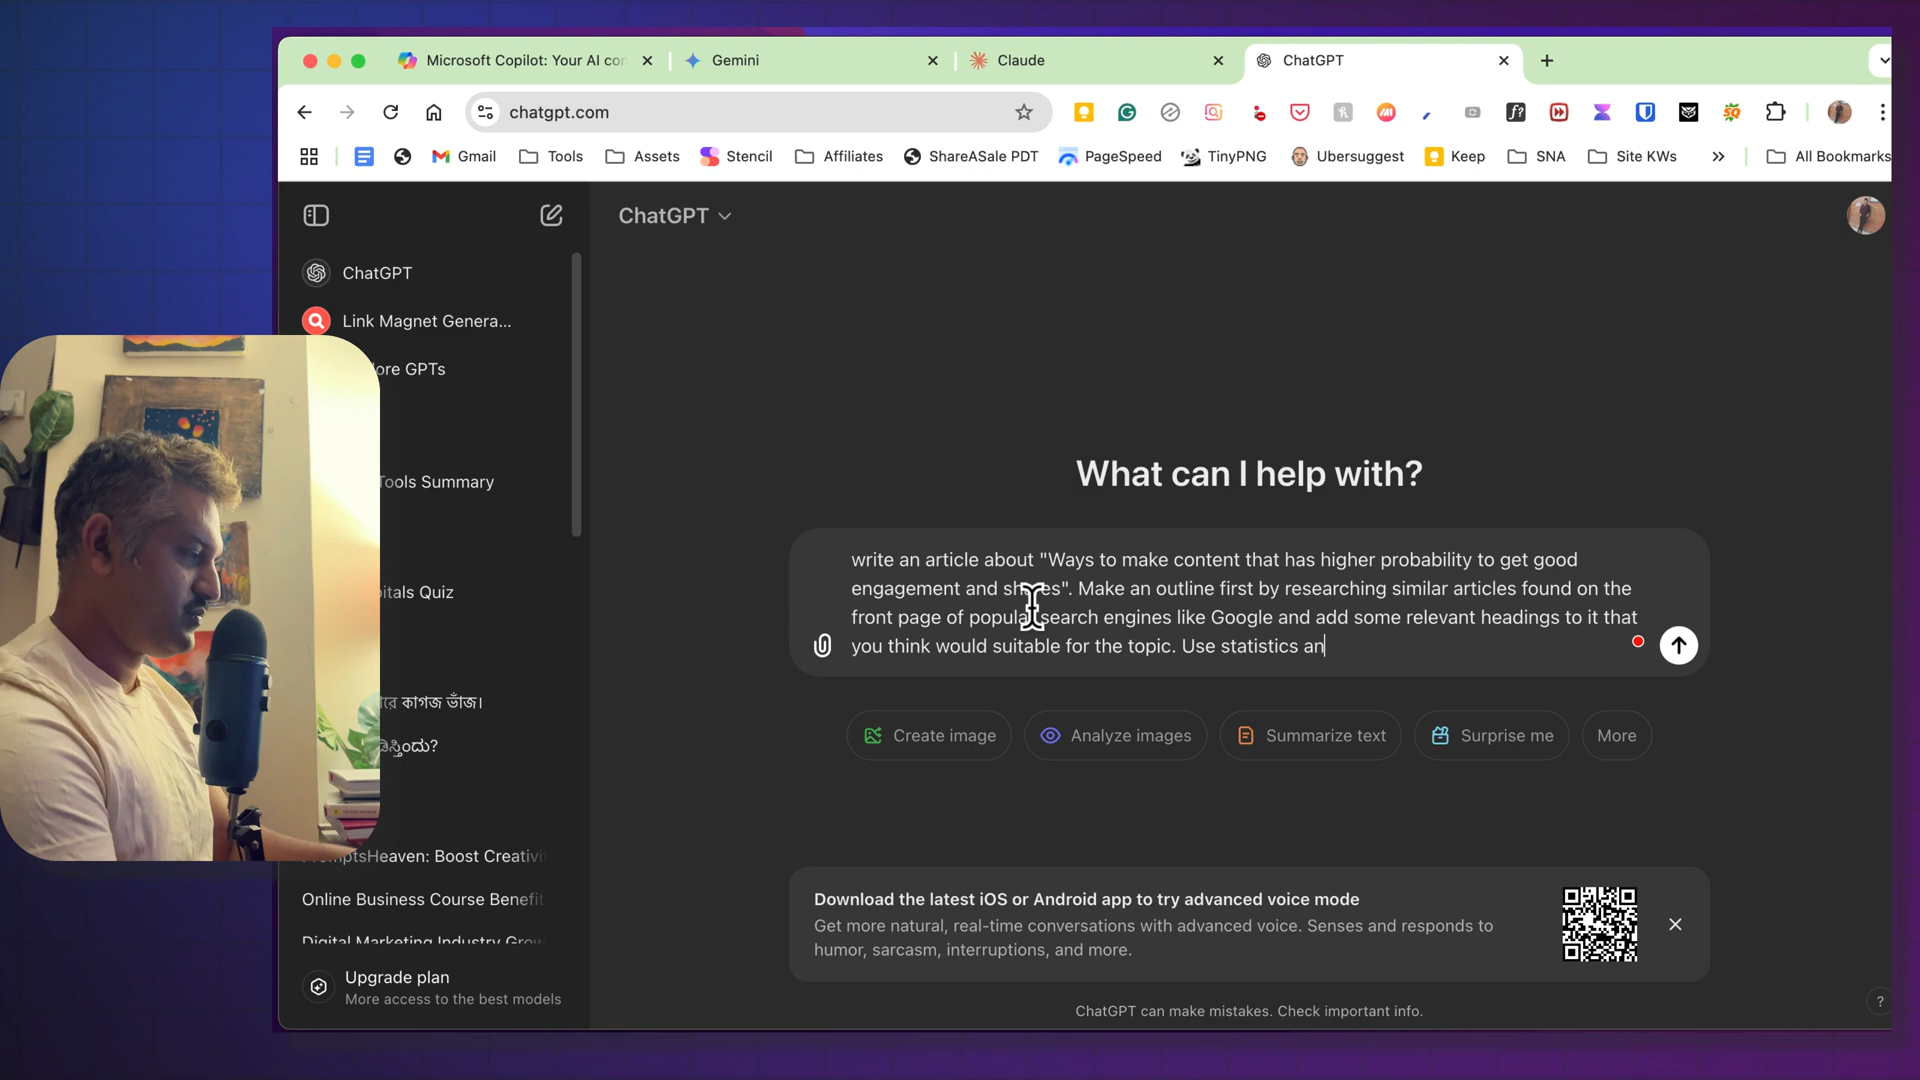 Microsoft Copilot: Your AI
Gemini
Claude
ChatGPT
chatgpt.com
Gmail
Tools
Assets
Stencil
Affiliates
ShareASale PDT
PageSpeed
TinyPNG
Ubersuggest
Keep
SNA
Site KWs
All Bookmarks
ChatGPT
ChatGPT
Link Magnet Genera...
ore GPTs
Tools Summary
itals Quiz
রে কাগজ ভাঁজ।
ptsHeaven: Boost Creativi
Online Business Course Benefit
Digital Marketing Industry Grow
Upgrade plan
More access to the best models
What can I help with?
write an article about "Ways to make content that has higher probability to get good
engagement and shares". Make an outline first by researching similar articles found on the
front page of popular search engines like Google and add some relevant headings to it that
you think would suitable for the topic. Use statistics an
Create image
Analyze images
Summarize text
Surprise me
More
Download the latest iOS or Android app to try advanced voice mode
Get more natural, real-time conversations with advanced voice. Senses and responds to
humor, sarcasm, interruptions, and more.
ChatGPT can make mistakes. Check important info.
?